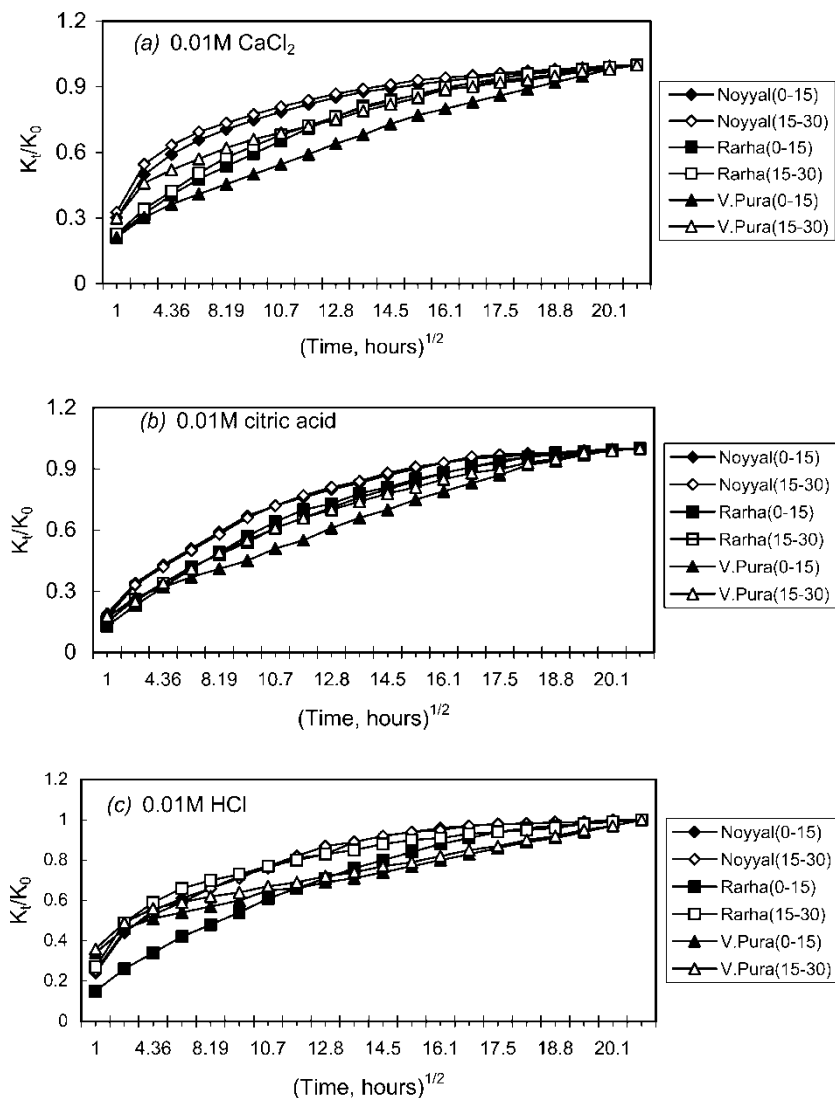 (a) 0.01M CaCl2
Kt/K0
1.2
0.9
0.6
0.3
0
1 4.36 8.19 10.7 12.8 14.5 16.1 17.5 18.8 20.1
(Time, hours)1/2
Noyyal(0-15)
Noyyal(15-30)
Rarha(0-15)
Rarha(15-30)
V.Pura(0-15)
V.Pura(15-30)
(b) 0.01M citric acid
Kt/K0
1.2
0.9
0.6
0.3
0
1 4.36 8.19 10.7 12.8 14.5 16.1 17.5 18.8 20.1
(Time, hours)1/2
Noyyal(0-15)
Noyyal(15-30)
Rarha(0-15)
Rarha(15-30)
V.Pura(0-15)
V.Pura(15-30)
(c) 0.01M HCl
Kt/K0
1.2
1
0.8
0.6
0.4
0.2
0
1 4.36 8.19 10.7 12.8 14.5 16.1 17.5 18.8 20.1
(Time, hours)1/2
Noyyal(0-15)
Noyyal(15-30)
Rarha(0-15)
Rarha(15-30)
V.Pura(0-15)
V.Pura(15-30)